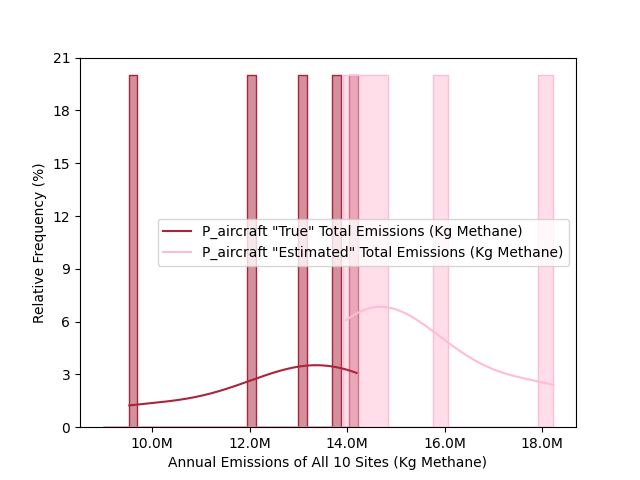 21
18
15
12
9
6
3
0
Relative Frequency (%)
P_aircraft "True" Total Emissions (Kg Methane)
P_aircraft "Estimated" Total Emissions (Kg Methane)
10.0M 12.0M 14.0M 16.0M 18.0M
Annual Emissions of All 10 Sites (Kg Methane)